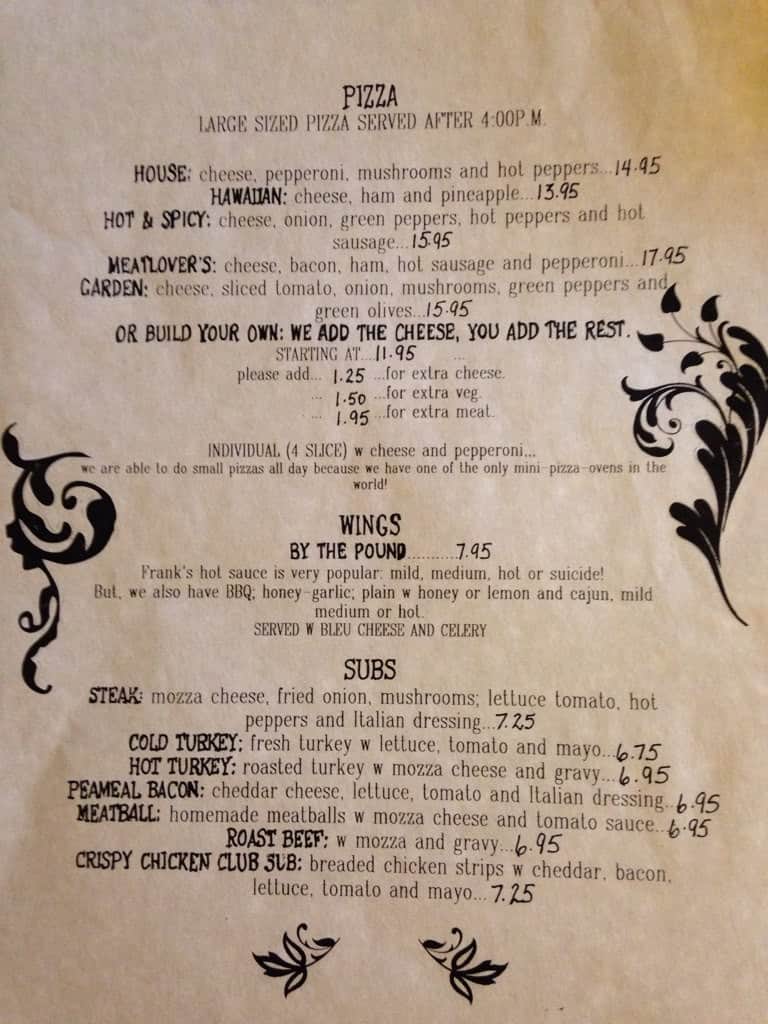 PIZZA
LARGE SIZED PIZZA SERVED AFTER 4:00P.M.
HOUSE: cheese, pepperoni, mushrooms and hot peppers...14.95
HAWAIIAN: cheese, ham and pineapple...13.95
HOT & SPICY: cheese, onion, green peppers, hot peppers and hot
sausage...15.95
MEATLOVER'S: cheese, bacon, ham, hot sausage and pepperoni...17.95
GARDEN: cheese, sliced tomato, onion, mushrooms, green peppers and
green olives...15.95
OR BUILD YOUR OWN: WE ADD THE CHEESE, YOU ADD THE REST.
STARTING AT...11.95 ...
please add... 1.25 ...for extra cheese.
... 1.50 ...for extra veg.
... 1.95 ...for extra meat.
INDIVIDUAL (4 SLICE) w cheese and pepperoni...
we are able to do small pizzas all day because we have one of the only mini-pizza-ovens in the
world!
WINGS
BY THE POUND..........7.95
Frank's hot sauce is very popular: mild, medium, hot or suicide!
But, we also have BBQ; honey-garlic; plain w honey or lemon and cajun, mild
medium or hot.
SERVED W BLEU CHEESE AND CELERY
SUBS
STEAK: mozza cheese, fried onion, mushrooms; lettuce tomato, hot
peppers and Italian dressing...7.25
COLD TURKEY: fresh turkey w lettuce, tomato and mayo...6.75
HOT TURKEY: roasted turkey w mozza cheese and gravy...6.95
PEAMEAL BACON: cheddar cheese, lettuce, tomato and Italian dressing..6.95
MEATBALL: homemade meatballs w mozza cheese and tomato sauce...6.95
ROAST BEEF: w mozza and gravy...6.95
CRISPY CHICKEN CLUB SUB: breaded chicken strips w cheddar, bacon,
lettuce, tomato and mayo...7.25